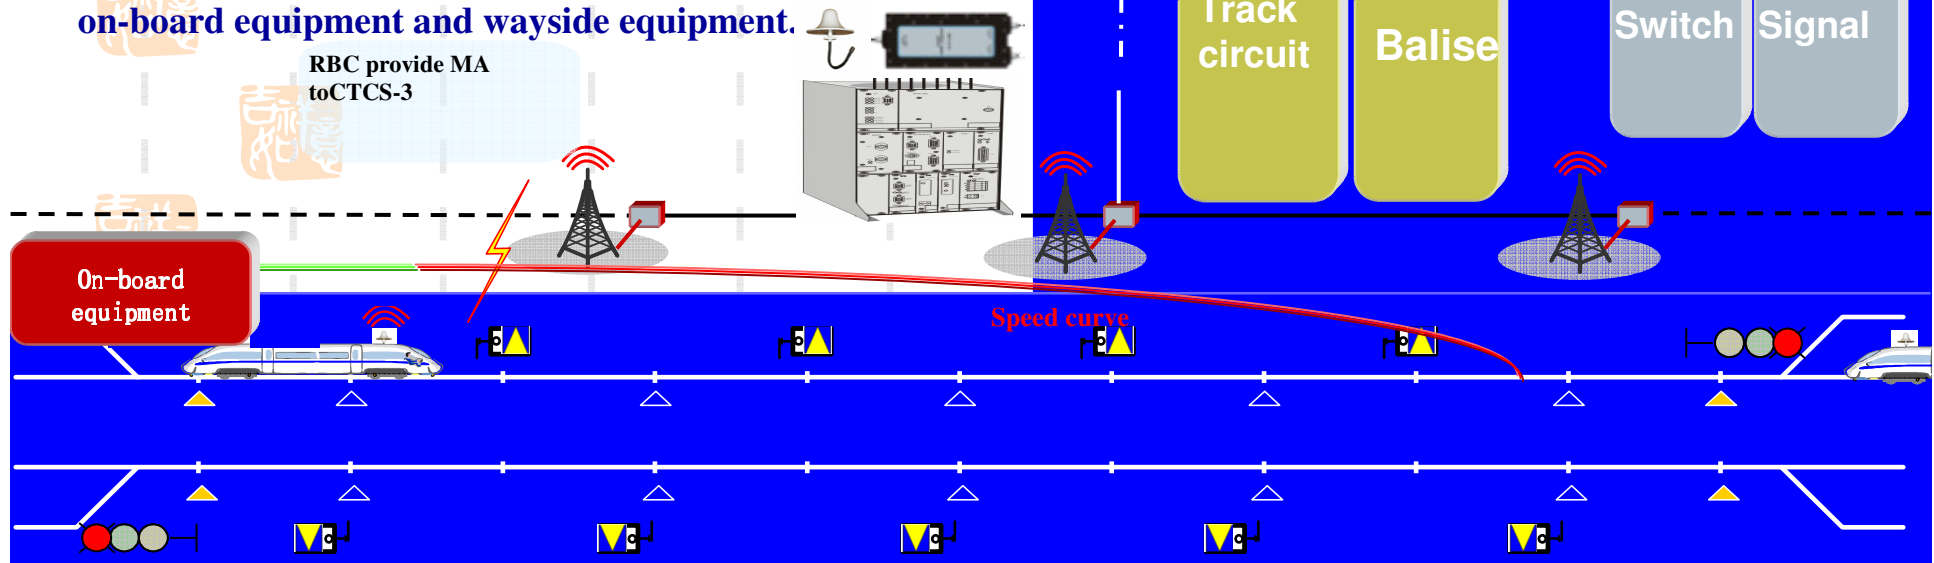 on-board equipment and wayside equipment.
RBC provide MA
toCTCS-3
Track
circuit
Balise
Switch
Signal
On-board
equipment
Speed curve